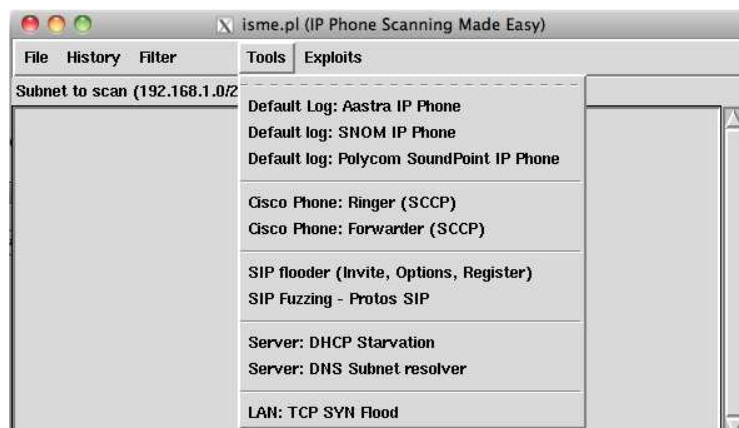 isme.pl (IP Phone Scanning Made Easy)
File History Filter Tools Exploits
Subnet to scan (192.168.1.0/2
Default Log: Aastra IP Phone
Default log: SNOM IP Phone
Default log: Polycom SoundPoint IP Phone
Cisco Phone: Ringer (SCCP)
Cisco Phone: Forwarder (SCCP)
SIP flooder (Invite, Options, Register)
SIP Fuzzing - Protos SIP
Server: DHCP Starvation
Server: DNS Subnet resolver
LAN: TCP SYN Flood